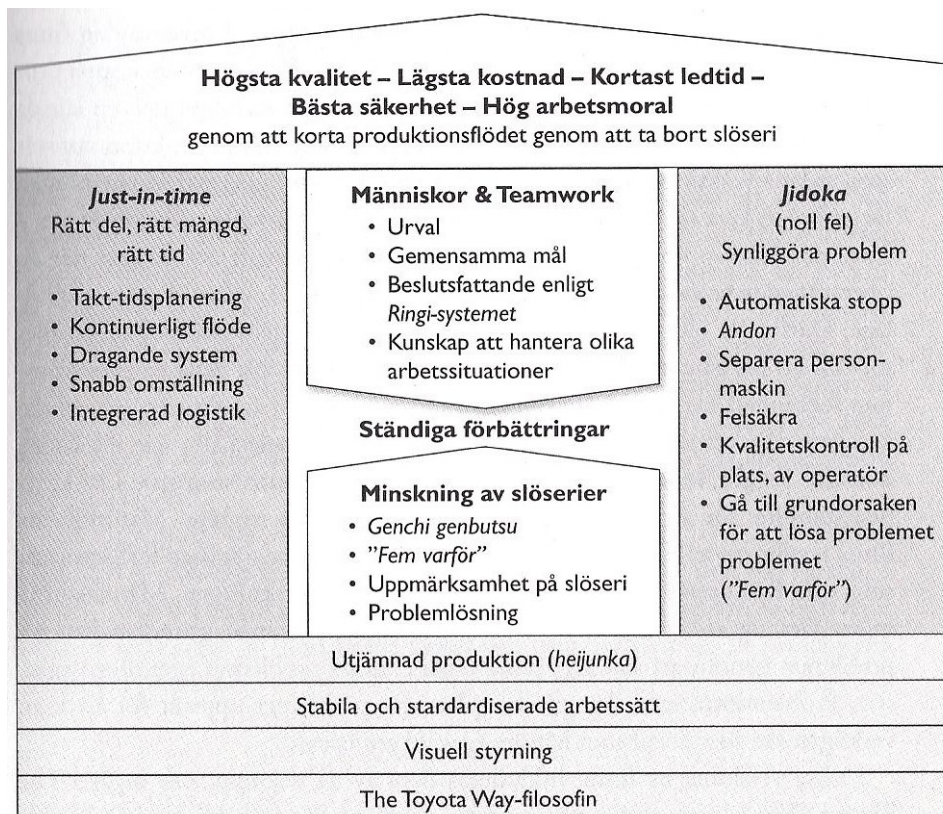 Högsta kvalitet – Lägsta kostnad – Kortast ledtid –
Bästa säkerhet – Hög arbetsmoral
genom att korta produktionsflödet genom att ta bort slöseri
Just-in-time
Rätt del, rätt mängd,
rätt tid
• Takt-tidsplanering
• Kontinuerligt flöde
• Dragande system
• Snabb omställning
• Integrerad logistik
Människor & Teamwork
• Urval
• Gemensamma mål
• Beslutsfattande enligt
Ringi-systemet
• Kunskap att hantera olika
arbetssituationer
Ständiga förbättringar
Minskning av slöserier
• Genchi genbutsu
• ”Fem varför”
• Uppmärksamhet på slöseri
• Problemlösning
Jidoka
(noll fel)
Synliggöra problem
• Automatiska stopp
• Andon
• Separera person-
maskin
• Felsäkra
• Kvalitetskontroll på
plats, av operatör
• Gå till grundorsaken
för att lösa problemet
problemet
(”Fem varför”)
Utjämnad produktion (heijunka)
Stabila och stardardiserade arbetssätt
Visuell styrning
The Toyota Way-filosofin